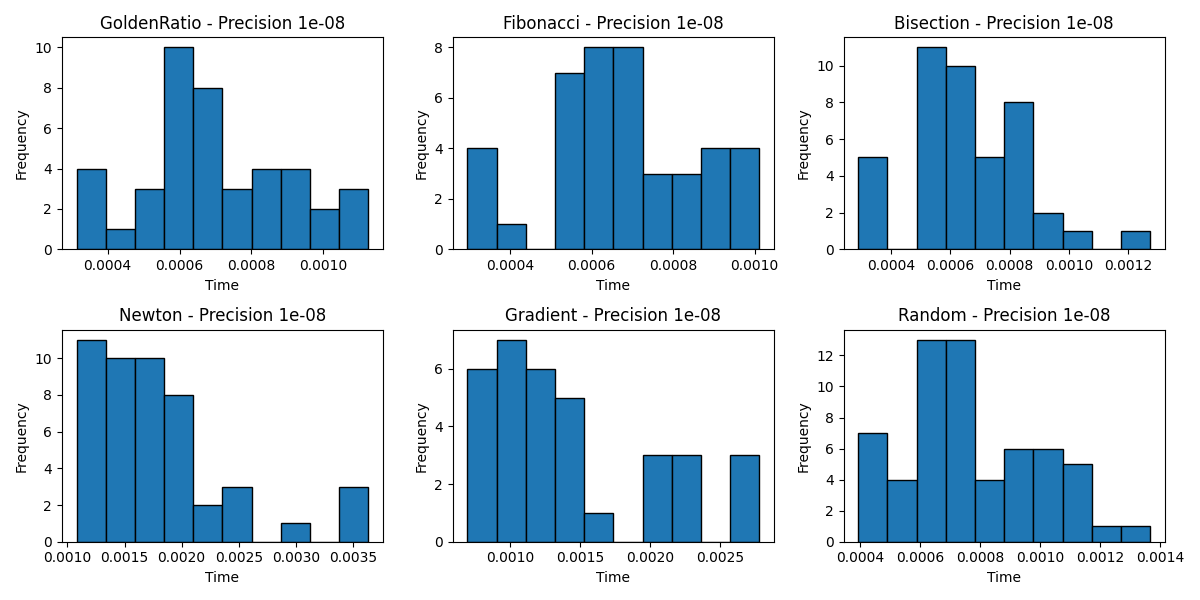 GoldenRatio - Precision 1e-08
Fibonacci - Precision 1e-08
Bisection - Precision 1e-08
Frequency
10
8
6
4
2
0
0.0004 0.0006 0.0008 0.0010
Time
Frequency
8
6
4
2
0
0.0004 0.0006 0.0008 0.0010
Time
Frequency
10
8
6
4
2
0
0.0004 0.0006 0.0008 0.0010 0.0012
Time
Newton - Precision 1e-08
Gradient - Precision 1e-08
Random - Precision 1e-08
Frequency
10
8
6
4
2
0
0.0010 0.0015 0.0020 0.0025 0.0030 0.0035
Time
Frequency
6
4
2
0
0.0010 0.0015 0.0020 0.0025
Time
Frequency
12
10
8
6
4
2
0
0.0004 0.0006 0.0008 0.0010 0.0012 0.0014
Time